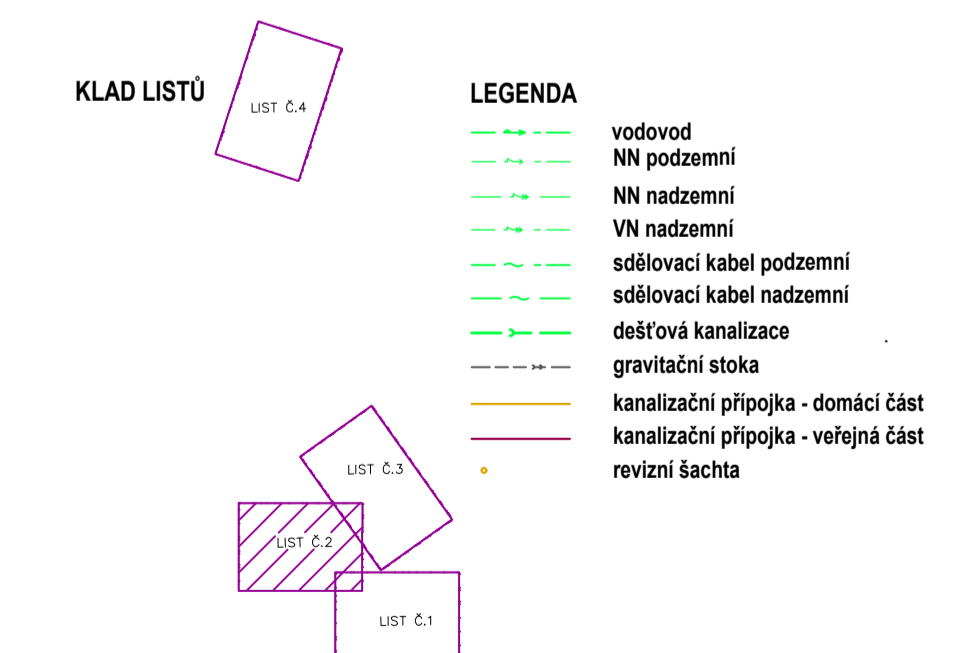 KLAD LISTŮ
LIST Č.4
LIST Č.3
LIST Č.2
LIST Č.1
LEGENDA
vodovod
NN podzemní
NN nadzemní
VN nadzemní
sdělovací kabel podzemní
sdělovací kabel nadzemní
dešťová kanalizace
gravitační stoka
kanalizační přípojka - domácí část
kanalizační přípojka - veřejná část
revizní šachta